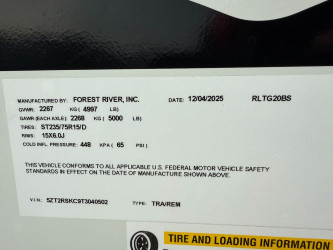 MANUFACTURED BY: FOREST RIVER, INC. DATE: 12/04/2025 RLTG20BS
GVWR: 2267 KG ( 4997 LB)
GAWR (EACH AXLE): 2268 KG ( 5000 LB)
TIRES: ST235/75R15/D
RIMS: 15X6.0J
COLD INFL. PRESSURE: 448 KPA ( 65 PSI)
THIS VEHICLE CONFORMS TO ALL APPLICABLE U.S. FEDERAL MOTOR VEHICLE SAFETY
STANDARDS IN EFFECT ON THE DATE OF MANUFACTURE SHOWN ABOVE.
V.I.N.: 5ZT2RSKC9T3040502 TYPE: TRA/REM
TIRE AND LOADING INFORMATION